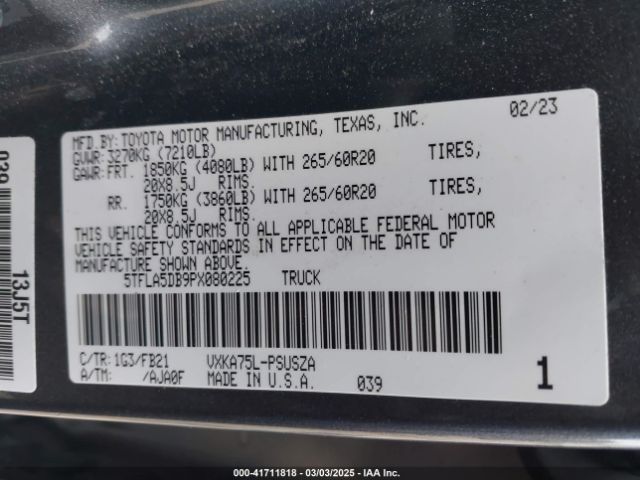 02/23
MFD.BY:TOYOTA MOTOR MANUFACTURING, TEXAS, INC.
GVWR:3270KG (7210LB)
GAWR:FRT. 1850KG (4080LB) WITH 265/60R20 TIRES,
20X8.5J RIMS.
RR. 1750KG (3860LB) WITH 265/60R20 TIRES,
20X8.5J RIMS.
THIS VEHICLE CONFORMS TO ALL APPLICABLE FEDERAL MOTOR
VEHICLE SAFETY STANDARDS IN EFFECT ON THE DATE OF
MANUFACTURE SHOWN ABOVE
5TFLA5DB9PX080225 TRUCK
C/TR:1G3/FB21 VXKA75L-PSUSZA
A/TM: /AJA0F MADE IN U.S.A. 039 1
039
13J5T
000-41711818 - 03/03/2025 - IAAI.COM